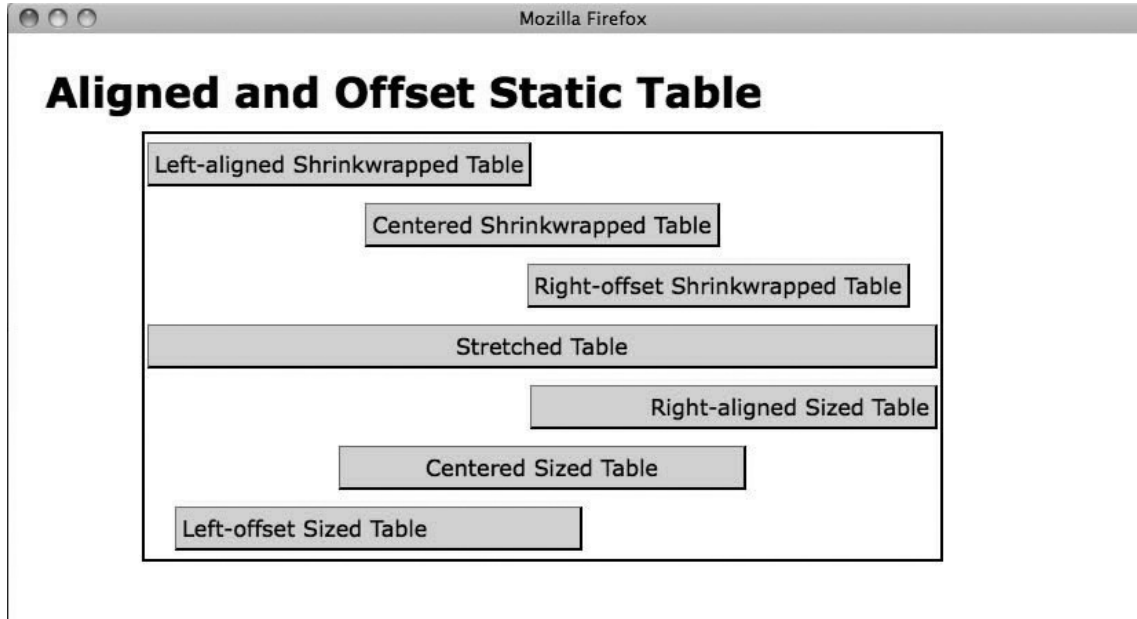 Mozilla Firefox
Aligned and Offset Static Table
Left-aligned Shrinkwrapped Table
Centered Shrinkwrapped Table
Right-offset Shrinkwrapped Table
Stretched Table
Right-aligned Sized Table
Centered Sized Table
Left-offset Sized Table